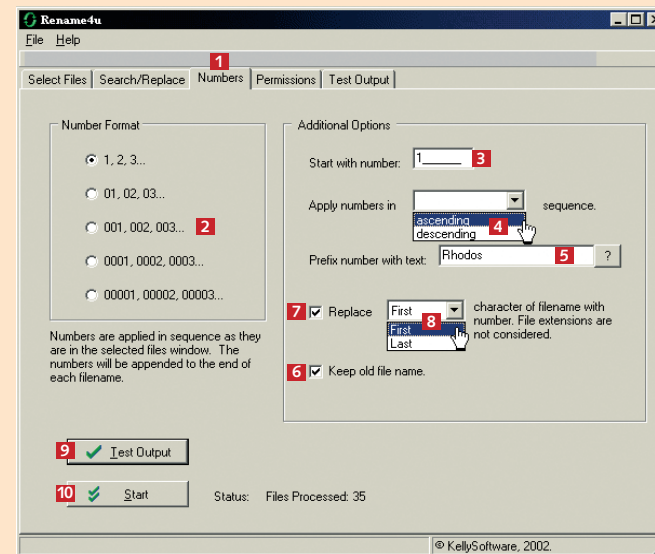 Rename4u
File Help
1
Select Files Search/Replace Numbers Permissions Test Output
Number Format
1, 2, 3...
01, 02, 03...
001, 002, 003... 2
0001, 0002, 0003...
00001, 00002, 00003...
Numbers are applied in sequence as they
are in the selected files window. The
numbers will be appended to the end of
each filename.
Additional Options
Start with number: 1______ 3
Apply numbers in sequence.
ascending 4
descending
Prefix number with text: Rhodos 5 ?
7 Replace First character of filename with
First 8 number. File extensions are
Last not considered.
6 Keep old file name.
9 Test Output
10 Start Status: Files Processed: 35
© KellySoftware, 2002.